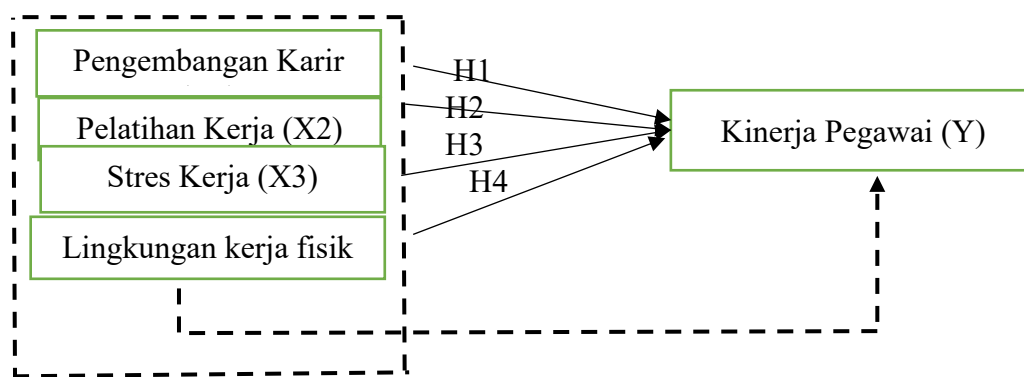 Pengembangan Karir
H1
H2
Pelatihan Kerja (X2)
Kinerja Pegawai (Y)
H3
Stres Kerja (X3)
H4
Lingkungan kerja fisik